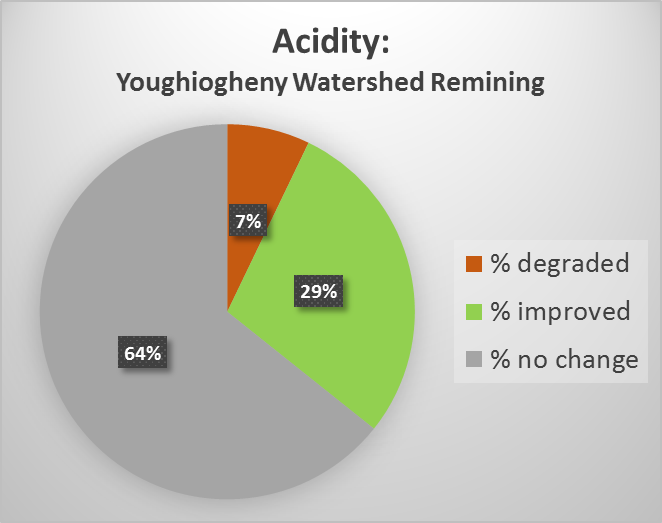 Acidity:
Youghiogheny Watershed Remining
7%
29%
64%
% degraded
% improved
% no change